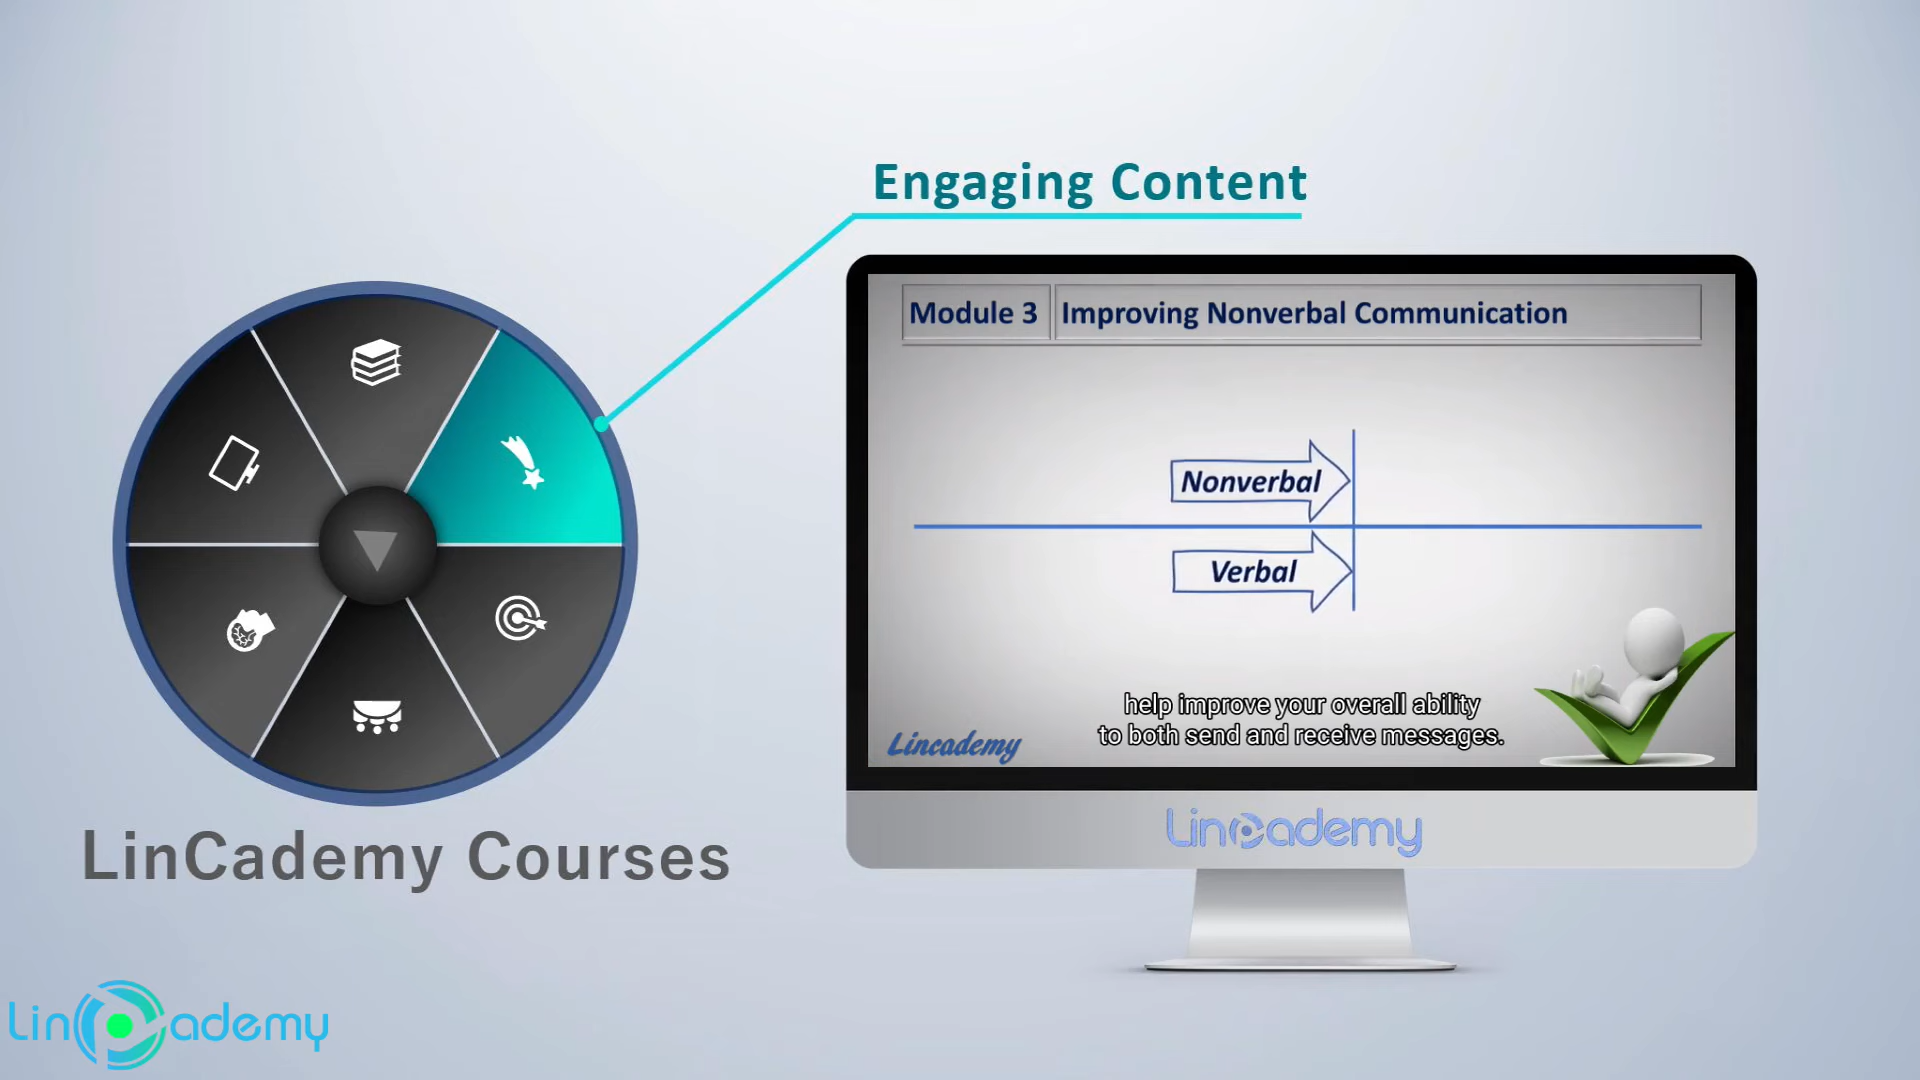 Engaging Content
Module 3 Improving Nonverbal Communication
Nonverbal
Verbal
help improve your overall ability
to both send and receive messages.
Lincademy
LinCademy
LinCademy Courses
LinCademy